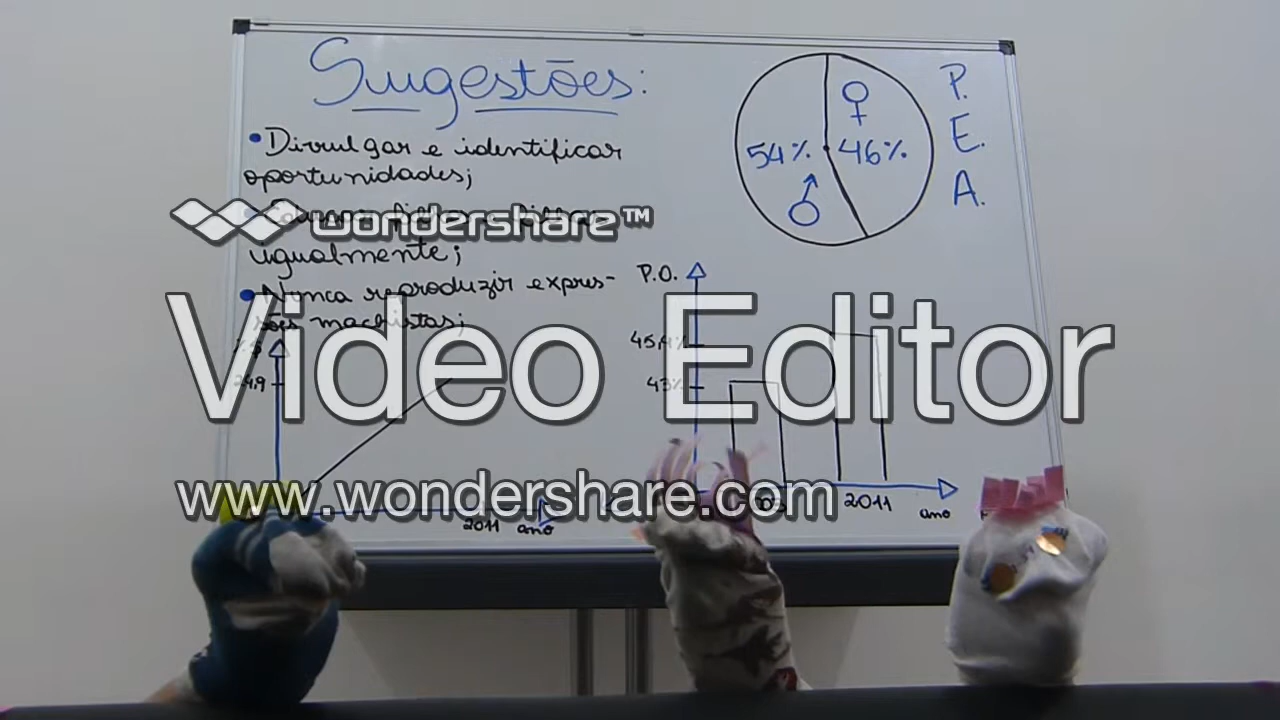 Sugestões:
• Divulgar e identificar
oportunidades;
igualmente;
• Nunca reproduzir expres-
sões machistas;
24,9
2011 ano
54%
♀
46%
♂
P.
E.
A.
P.O.
45,4%
43%
2011 ano
wondershare™
Video Editor
www.wondershare.com